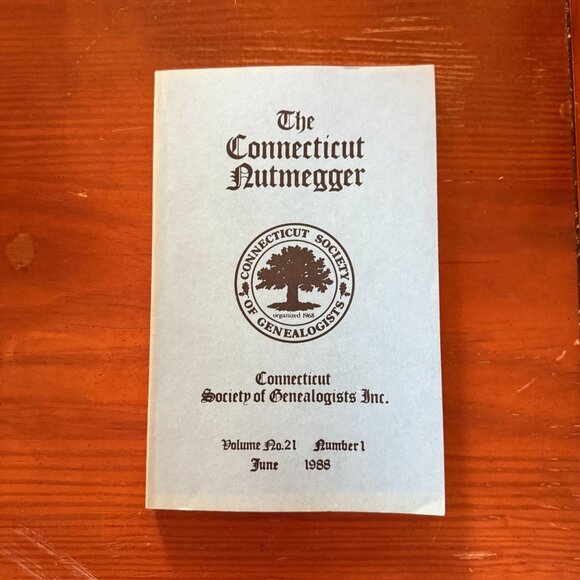 The
Connecticut
Nutmegger
CONNECTICUT SOCIETY
OF GENEALOGISTS
organized 1968
Connecticut
Society of Genealogists Inc.
Volume No.21 Number 1
June 1988